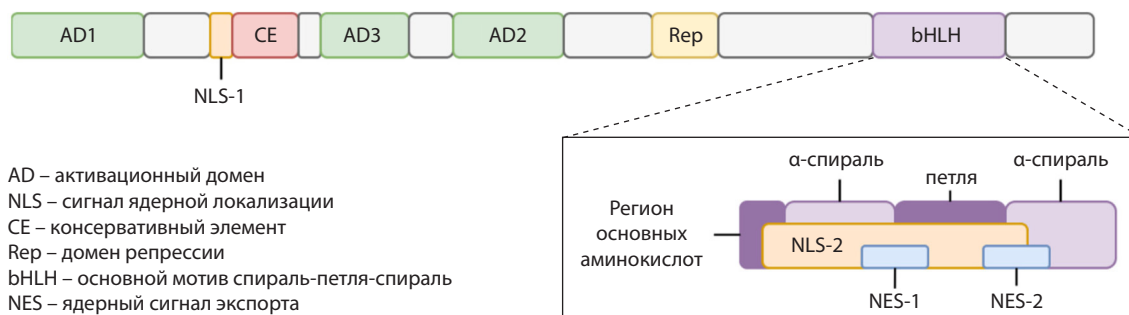 AD1
CE
AD3
AD2
Rep
bHLH
NLS-1
AD – активационный домен
NLS – сигнал ядерной локализации
CE – консервативный элемент
Rep – домен репрессии
bHLH – основной мотив спираль-петля-спираль
NES – ядерный сигнал экспорта
α-спираль
петля
α-спираль
Регион
основных
аминокислот
NLS-2
NES-1
NES-2